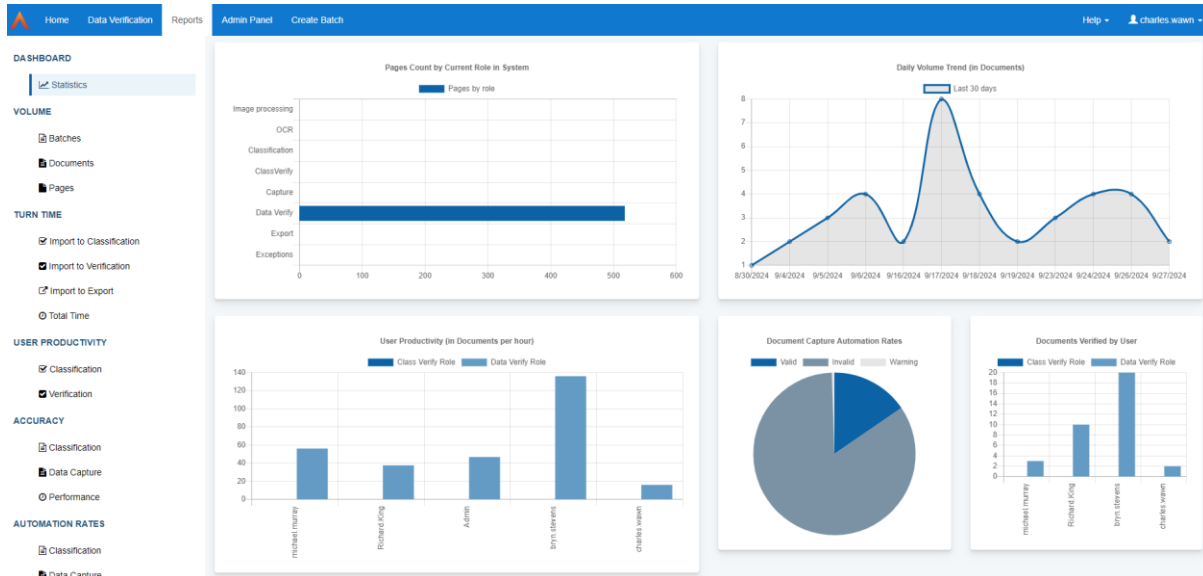 Home Data Verification Reports Admin Panel Create Batch Help charles.wawn
DASHBOARD
Statistics
VOLUME
Batches
Documents
Pages
TURN TIME
Import to Classification
Import to Verification
Import to Export
Total Time
USER PRODUCTIVITY
Classification
Verification
ACCURACY
Classification
Data Capture
Performance
AUTOMATION RATES
Classification
Data Capture
Pages Count by Current Role in System
Pages by role
Image processing
OCR
Classification
ClassVerify
Capture
Data Verify
Export
Exceptions
0 100 200 300 400 500 600
Daily Volume Trend (in Documents)
Last 30 days
8
7
6
5
4
3
2
1
8/30/2024 9/4/2024 9/5/2024 9/6/2024 9/16/2024 9/17/2024 9/18/2024 9/19/2024 9/23/2024 9/24/2024 9/26/2024 9/27/2024
User Productivity (in Documents per hour)
Class Verify Role Data Verify Role
140
120
100
80
60
40
20
0
michael.murray
Richard.King
Admin
bryn.stevens
charles.wawn
Document Capture Automation Rates
Valid Invalid Warning
Documents Verified by User
Class Verify Role Data Verify Role
20
18
16
14
12
10
8
6
4
2
0
michael.murray
Richard.King
bryn.stevens
charles.wawn